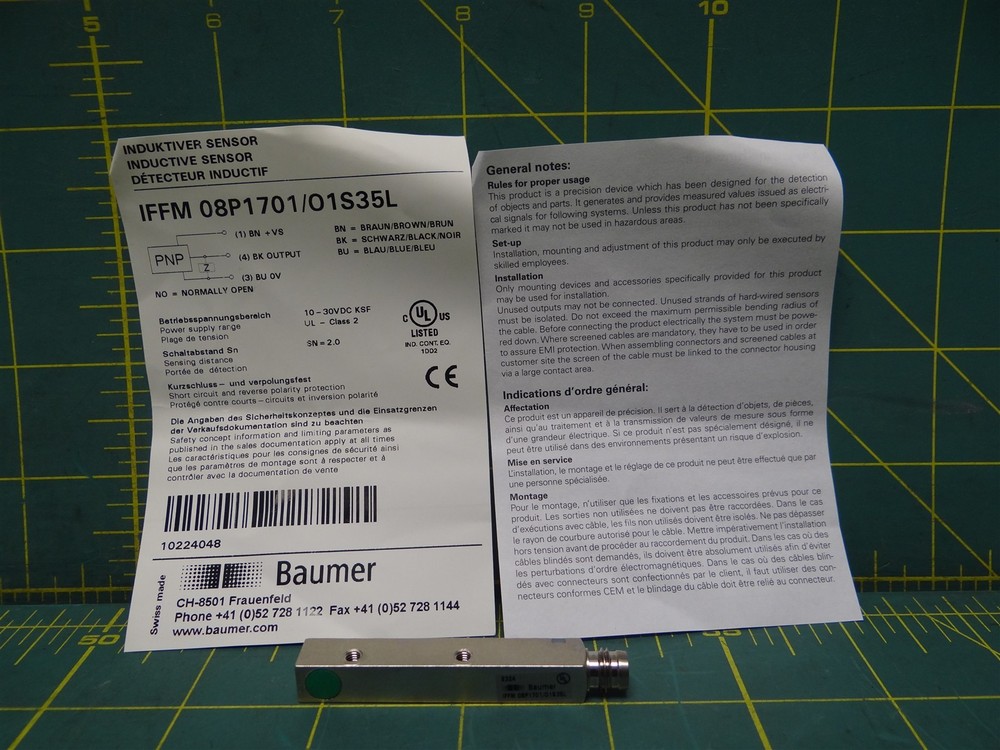 5
6
7
8
9
10
INDUKTIVER SENSOR
INDUCTIVE SENSOR
DÉTECTEUR INDUCTIF
IFFM 08P1701/O1S35L
(1) BN +VS
PNP
(4) BK OUTPUT
Z
(3) BU 0V
BN = BRAUN/BROWN/BRUN
BK = SCHWARZ/BLACK/NOIR
BU = BLAU/BLUE/BLEU
NO = NORMALLY OPEN
Betriebsspannungsbereich
Power supply range
Plage de tension
10-30VDC KSF
UL - Class 2
Schaltabstand Sn
Sensing distance
Portée de détection
SN = 2.0
C UL US
LISTED
IND. CONT. EQ.
1DD2
CE
Kurzschluss- und verpolungsfest
Short circuit and reverse polarity protection
Protégé contre courts-circuits et inversion polarité
Die Angaben des Sicherheitskonzeptes und die Einsatzgrenzen
der Verkaufsdokumentation sind zu beachten
Safety concept information and limiting parameters as
published in the sales documentation apply at all times
Les caractéristiques pour les consignes de sécurité ainsi
que les paramètres de montage sont à respecter et à
contrôler avec la documentation de vente
10224048
Swiss made
Baumer
CH-8501 Frauenfeld
Phone +41 (0)52 728 1122 Fax +41 (0)52 728 1144
www.baumer.com
General notes:
Rules for proper usage
This product is a precision device which has been designed for the detection
of objects and parts. It generates and provides measured values issued as electri-
cal signals for following systems. Unless this product has not been specifically
marked it may not be used in hazardous areas.
Set-up
Installation, mounting and adjustment of this product may only be executed by
skilled employees.
Installation
Only mounting devices and accessories specifically provided for this product
may be used for installation.
Unused outputs may not be connected. Unused strands of hard-wired sensors
must be isolated. Do not exceed the maximum permissible bending radius of
the cable. Before connecting the product electrically the system must be powe-
red down. Where screened cables are mandatory, they have to be used in order
to assure EMI protection. When assembling connectors and screened cables at
customer site the screen of the cable must be linked to the connector housing
via a large contact area.
Indications d'ordre général:
Affectation
Ce produit est un appareil de précision. Il sert à la détection d'objets, de pièces,
ainsi qu'au traitement et à la transmission de valeurs de mesure sous forme
d'une grandeur électrique. Si ce produit n'est pas spécialement désigné, il ne
peut être utilisé dans des environnements présentant un risque d'explosion.
Mise en service
L'installation, le montage et le réglage de ce produit ne peut être effectué que par
une personne spécialisée.
Montage
Pour le montage, n'utiliser que les fixations et les accessoires prévus pour ce
produit. Les sorties non utilisées ne doivent pas être raccordées. Dans le cas
d'exécutions avec câble, les fils non utilisés doivent être isolés. Ne pas dépasser
le rayon de courbure autorisé pour le câble. Mettre impérativement l'installation
hors tension avant de procéder au raccordement du produit. Dans les cas où des
câbles blindés sont demandés, ils doivent être absolument utilisés afin d'éviter
les perturbations d'ordre électromagnétiques. Dans le cas où des câbles blin-
dés avec connecteurs sont confectionnés par le client, il faut utiliser des con-
necteurs conformes CEM et le blindage du câble doit être relié au connecteur.
50
Baumer
IFFM 08P1701/O1S35L